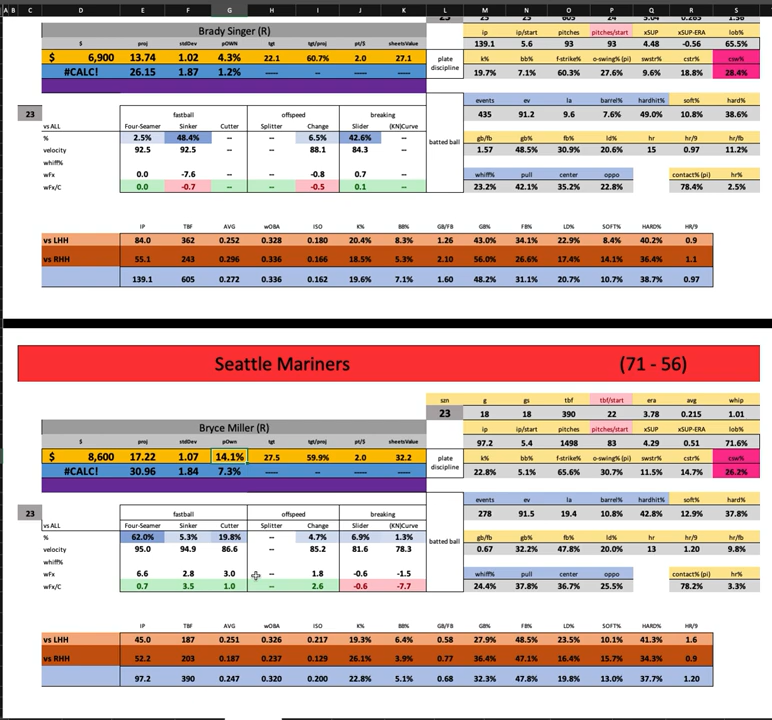 A B C D E F G H I J K L M N O P Q R S
25 25 605 24 5.04 0.265 1.38
Brady Singer (R) ip ip/start pitches pitches/start xSUP xSUP-ERA lob%
$ proj stdDev pOWN tgt tgt/proj pt/$ sheetsValue 139.1 5.6 93 93 4.48 -0.56 65.5%
$ 6,900 13.74 1.02 4.3% 22.1 60.7% 2.0 27.1 plate discipline k% bb% f-strike% o-swing% (pi) swstr% cstr% csw%
#CALC! 26.15 1.87 1.2% ----- ----- ----- ----- 19.7% 7.1% 60.3% 27.6% 9.6% 18.8% 28.4%
events ev la barrel% hardhit% soft% hard%
23 fastball offspeed breaking batted ball 435 91.2 9.6 7.6% 49.0% 10.8% 38.6%
vs ALL Four-Seamer Sinker Cutter Splitter Change Slider (KN)Curve
% 2.5% 48.4% -- -- 6.5% 42.6% -- gb/fb gb% fb% ld% hr hr/9 hr/fb
velocity 92.5 92.5 -- -- 88.1 84.3 -- 1.57 48.5% 30.9% 20.6% 15 0.97 11.2%
whiff%
wFx 0.0 -7.6 -- -- -0.8 0.7 -- whiff% pull center oppo contact% (pi) hr%
wFx/C 0.0 -0.7 -- -- -0.5 0.1 -- 23.2% 42.1% 35.2% 22.8% 78.4% 2.5%
IP TBF AVG wOBA ISO K% BB% GB/FB GB% FB% LD% SOFT% HARD% HR/9
vs LHH 84.0 362 0.252 0.328 0.180 20.4% 8.3% 1.26 43.0% 34.1% 22.9% 8.4% 40.2% 0.9
vs RHH 55.1 243 0.296 0.336 0.166 18.5% 5.3% 2.10 56.0% 26.6% 17.4% 14.1% 36.4% 1.1
139.1 605 0.272 0.336 0.162 19.6% 7.1% 1.60 48.2% 31.1% 20.7% 10.7% 38.7% 0.97
Seattle Mariners (71 - 56)
szn g gs tbf tbf/start era avg whip
23 18 18 390 22 3.78 0.215 1.01
Bryce Miller (R) ip ip/start pitches pitches/start xSUP xSUP-ERA lob%
$ proj stdDev pOwn tgt tgt/proj pt/$ sheetsValue 97.2 5.4 1498 83 4.29 0.51 71.6%
$ 8,600 17.22 1.07 14.1% 27.5 59.9% 2.0 32.2 plate discipline k% bb% f-strike% o-swing% (pi) swstr% cstr% csw%
#CALC! 30.96 1.84 7.3% ----- ----- ----- ----- 22.8% 5.1% 65.6% 30.7% 11.5% 14.7% 26.2%
events ev la barrel% hardhit% soft% hard%
23 fastball offspeed breaking batted ball 278 91.5 19.4 10.8% 42.8% 12.9% 37.8%
vs ALL Four-Seamer Sinker Cutter Splitter Change Slider (KN)Curve
% 62.0% 5.3% 19.8% -- 4.7% 6.9% 1.3% gb/fb gb% fb% ld% hr hr/9 hr/fb
velocity 95.0 94.9 86.6 -- 85.2 81.6 78.3 0.67 32.2% 47.8% 20.0% 13 1.20 9.8%
whiff%
wFx 6.6 2.8 3.0 1.8 -0.6 -1.5 whiff% pull center oppo contact% (pi) hr%
wFx/C 0.7 3.5 1.0 -- 2.6 -0.6 -7.7 24.4% 37.8% 36.7% 25.5% 78.2% 3.3%
IP TBF AVG wOBA ISO K% BB% GB/FB GB% FB% LD% SOFT% HARD% HR/9
vs LHH 45.0 187 0.251 0.326 0.217 19.3% 6.4% 0.58 27.9% 48.5% 23.5% 10.1% 41.3% 1.6
vs RHH 52.2 203 0.187 0.237 0.129 26.1% 3.9% 0.77 36.4% 47.1% 16.4% 15.7% 34.3% 0.9
97.2 390 0.247 0.320 0.200 22.8% 5.1% 0.68 32.3% 47.8% 19.8% 13.0% 37.7% 1.20